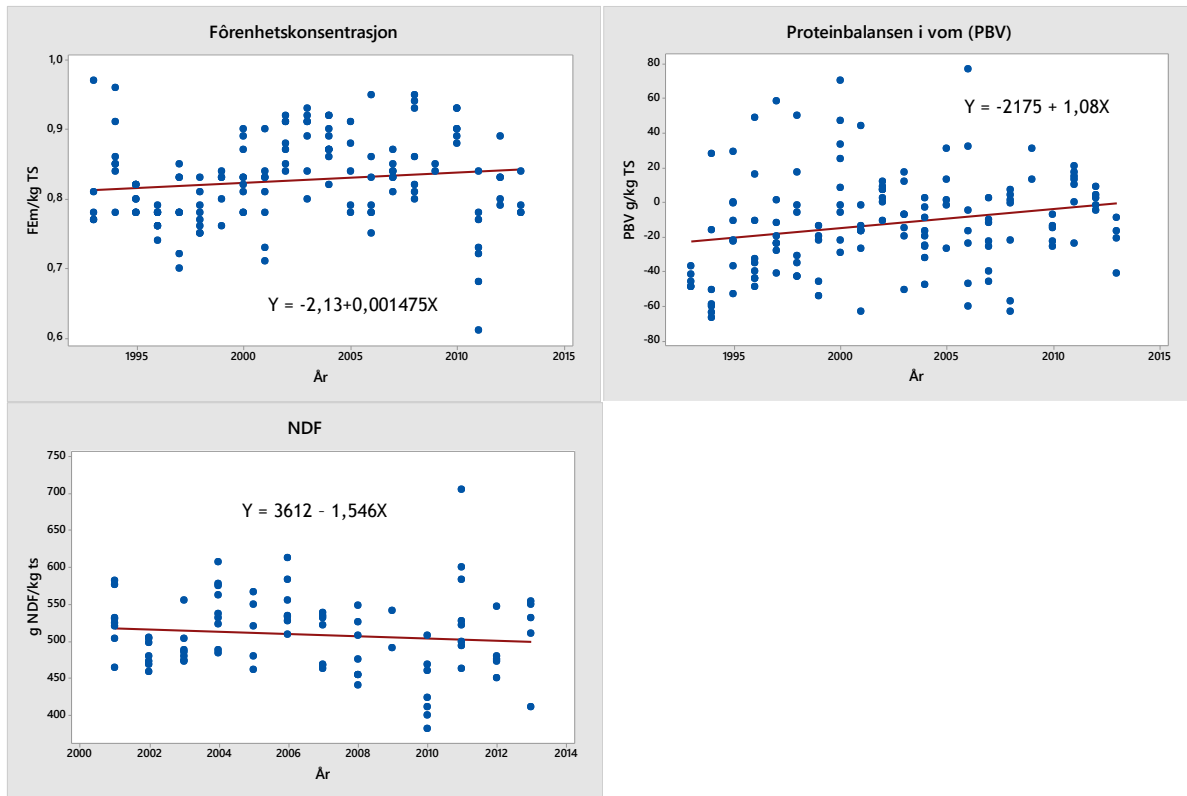 Fôrenhetskonsentrasjon
FEm/kg TS
1,0
0,9
0,8
0,7
0,6
Y = -2,13+0,001475X
1995 2000 2005 2010 2015
År
Proteinbalansen i vom (PBV)
PBV g/kg TS
80
60
40
20
0
-20
-40
-60
-80
Y = -2175 + 1,08X
1995 2000 2005 2010 2015
År
NDF
g NDF/kg ts
750
700
650
600
550
500
450
400
Y = 3612 - 1,546X
2000 2002 2004 2006 2008 2010 2012 2014
År